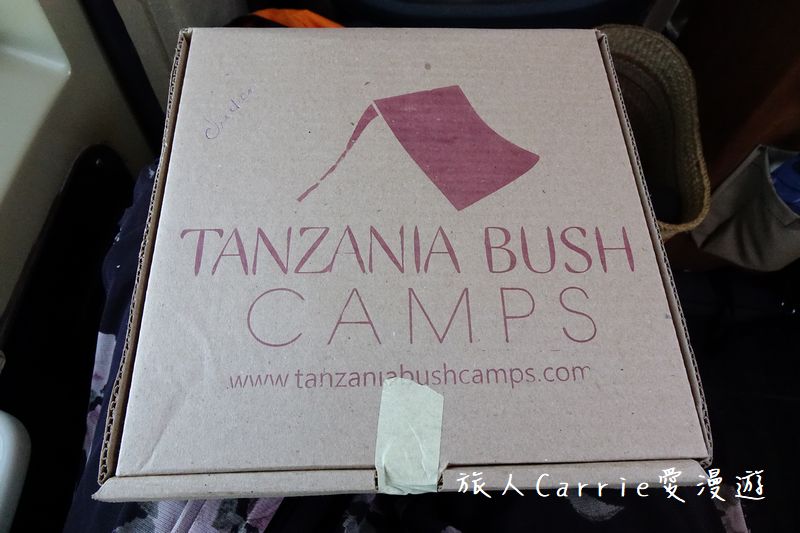 TANZANIA BUSH
CAMPS
www.tanzaniabushcamps.com
旅人Carrie愛漫遊